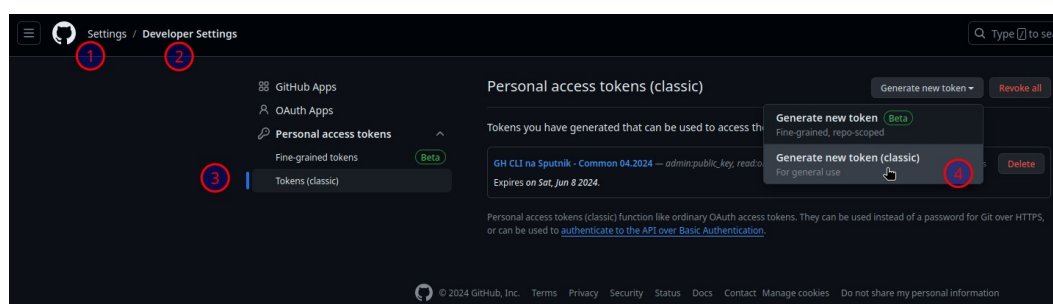 Settings / Developer Settings
Type / to sea
1
2
GitHub Apps
OAuth Apps
Personal access tokens
Fine-grained tokens Beta
3
Tokens (classic)
Personal access tokens (classic)
Generate new token
Revoke all
Tokens you have generated that can be used to access the
Generate new token Beta
Fine-grained, repo-scoped
Generate new token (classic)
For general use
4
GH CLI na Sputnik - Common 04.2024 — admin:public_key, read:o
s
Delete
Expires on Sat, Jun 8 2024.
Personal access tokens (classic) function like ordinary OAuth access tokens. They can be used instead of a password for Git over HTTPS,
or can be used to authenticate to the API over Basic Authentication.
© 2024 GitHub, Inc. Terms Privacy Security Status Docs Contact Manage cookies Do not share my personal information